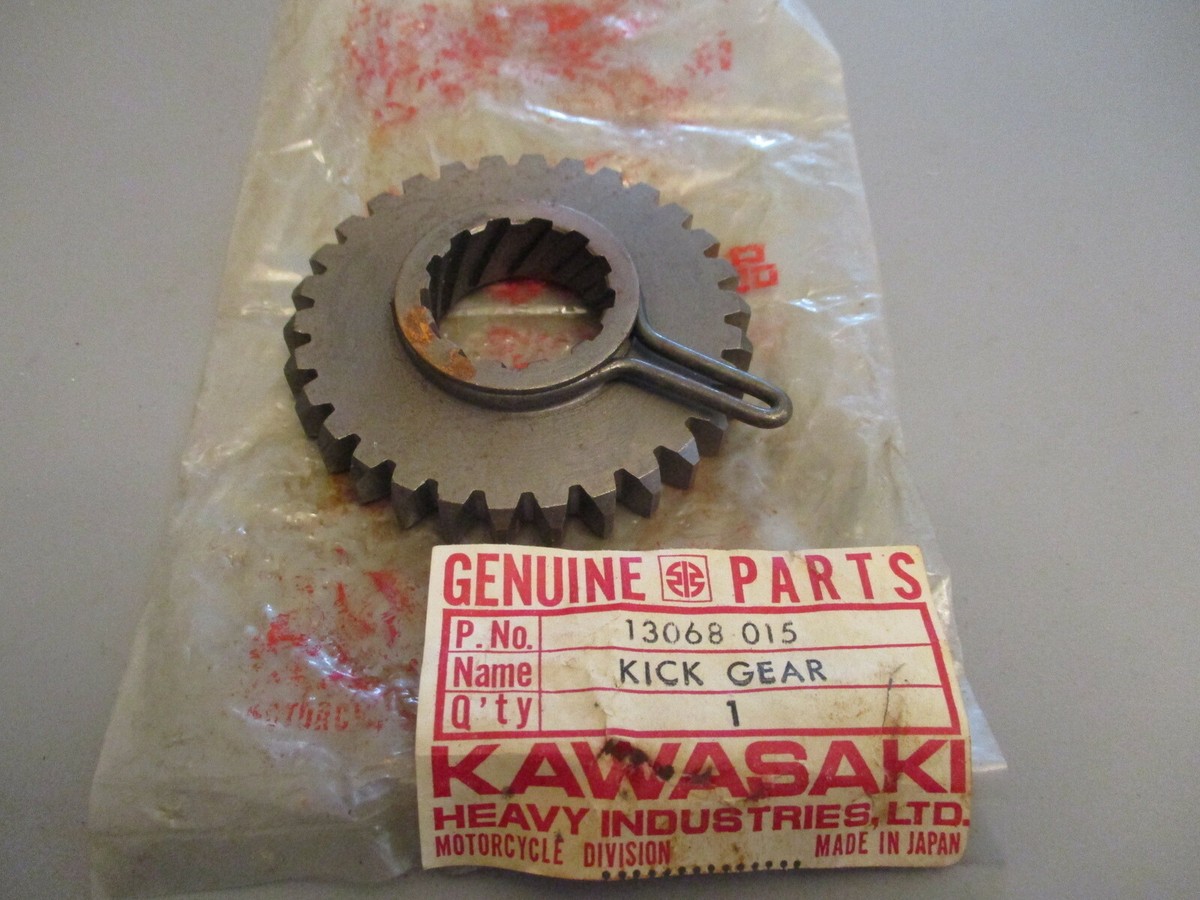 GENUINE PARTS
P. No. 13068 015
Name KICK GEAR
Q'ty 1
KAWASAKI
HEAVY INDUSTRIES, LTD.
MOTORCYCLE DIVISION MADE IN JAPAN